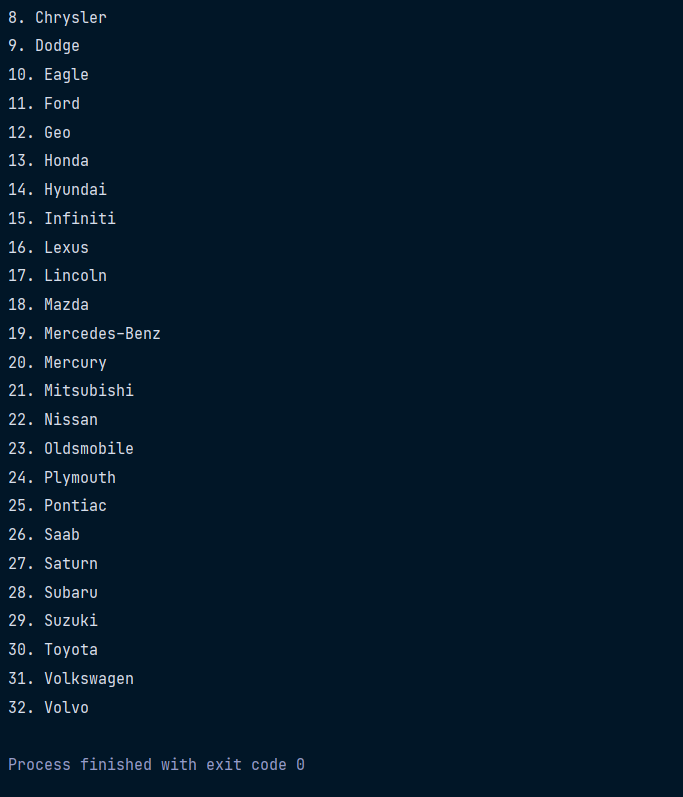 8. Chrysler
9. Dodge
10. Eagle
11. Ford
12. Geo
13. Honda
14. Hyundai
15. Infiniti
16. Lexus
17. Lincoln
18. Mazda
19. Mercedes-Benz
20. Mercury
21. Mitsubishi
22. Nissan
23. Oldsmobile
24. Plymouth
25. Pontiac
26. Saab
27. Saturn
28. Subaru
29. Suzuki
30. Toyota
31. Volkswagen
32. Volvo
Process finished with exit code 0